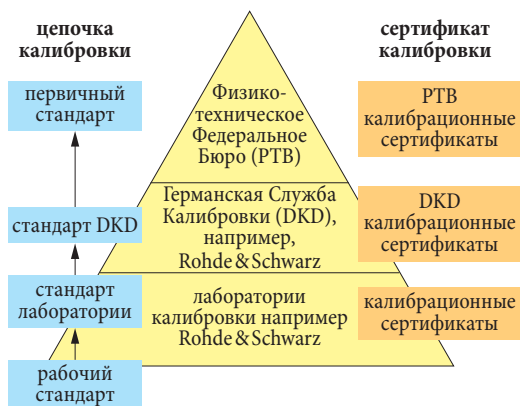 цепочка
калибровки
сертификат
калибровки
первичный
стандарт
Физико-
техническое
Федеральное
Бюро (PTB)
PTB
калибрационные
сертификаты
стандарт DKD
Германская Служба
Калибровки (DKD),
например,
Rohde & Schwarz
DKD
калибрационные
сертификаты
стандарт
лаборатории
лаборатории
калибровки например
Rohde & Schwarz
калибрационные
сертификаты
рабочий
стандарт